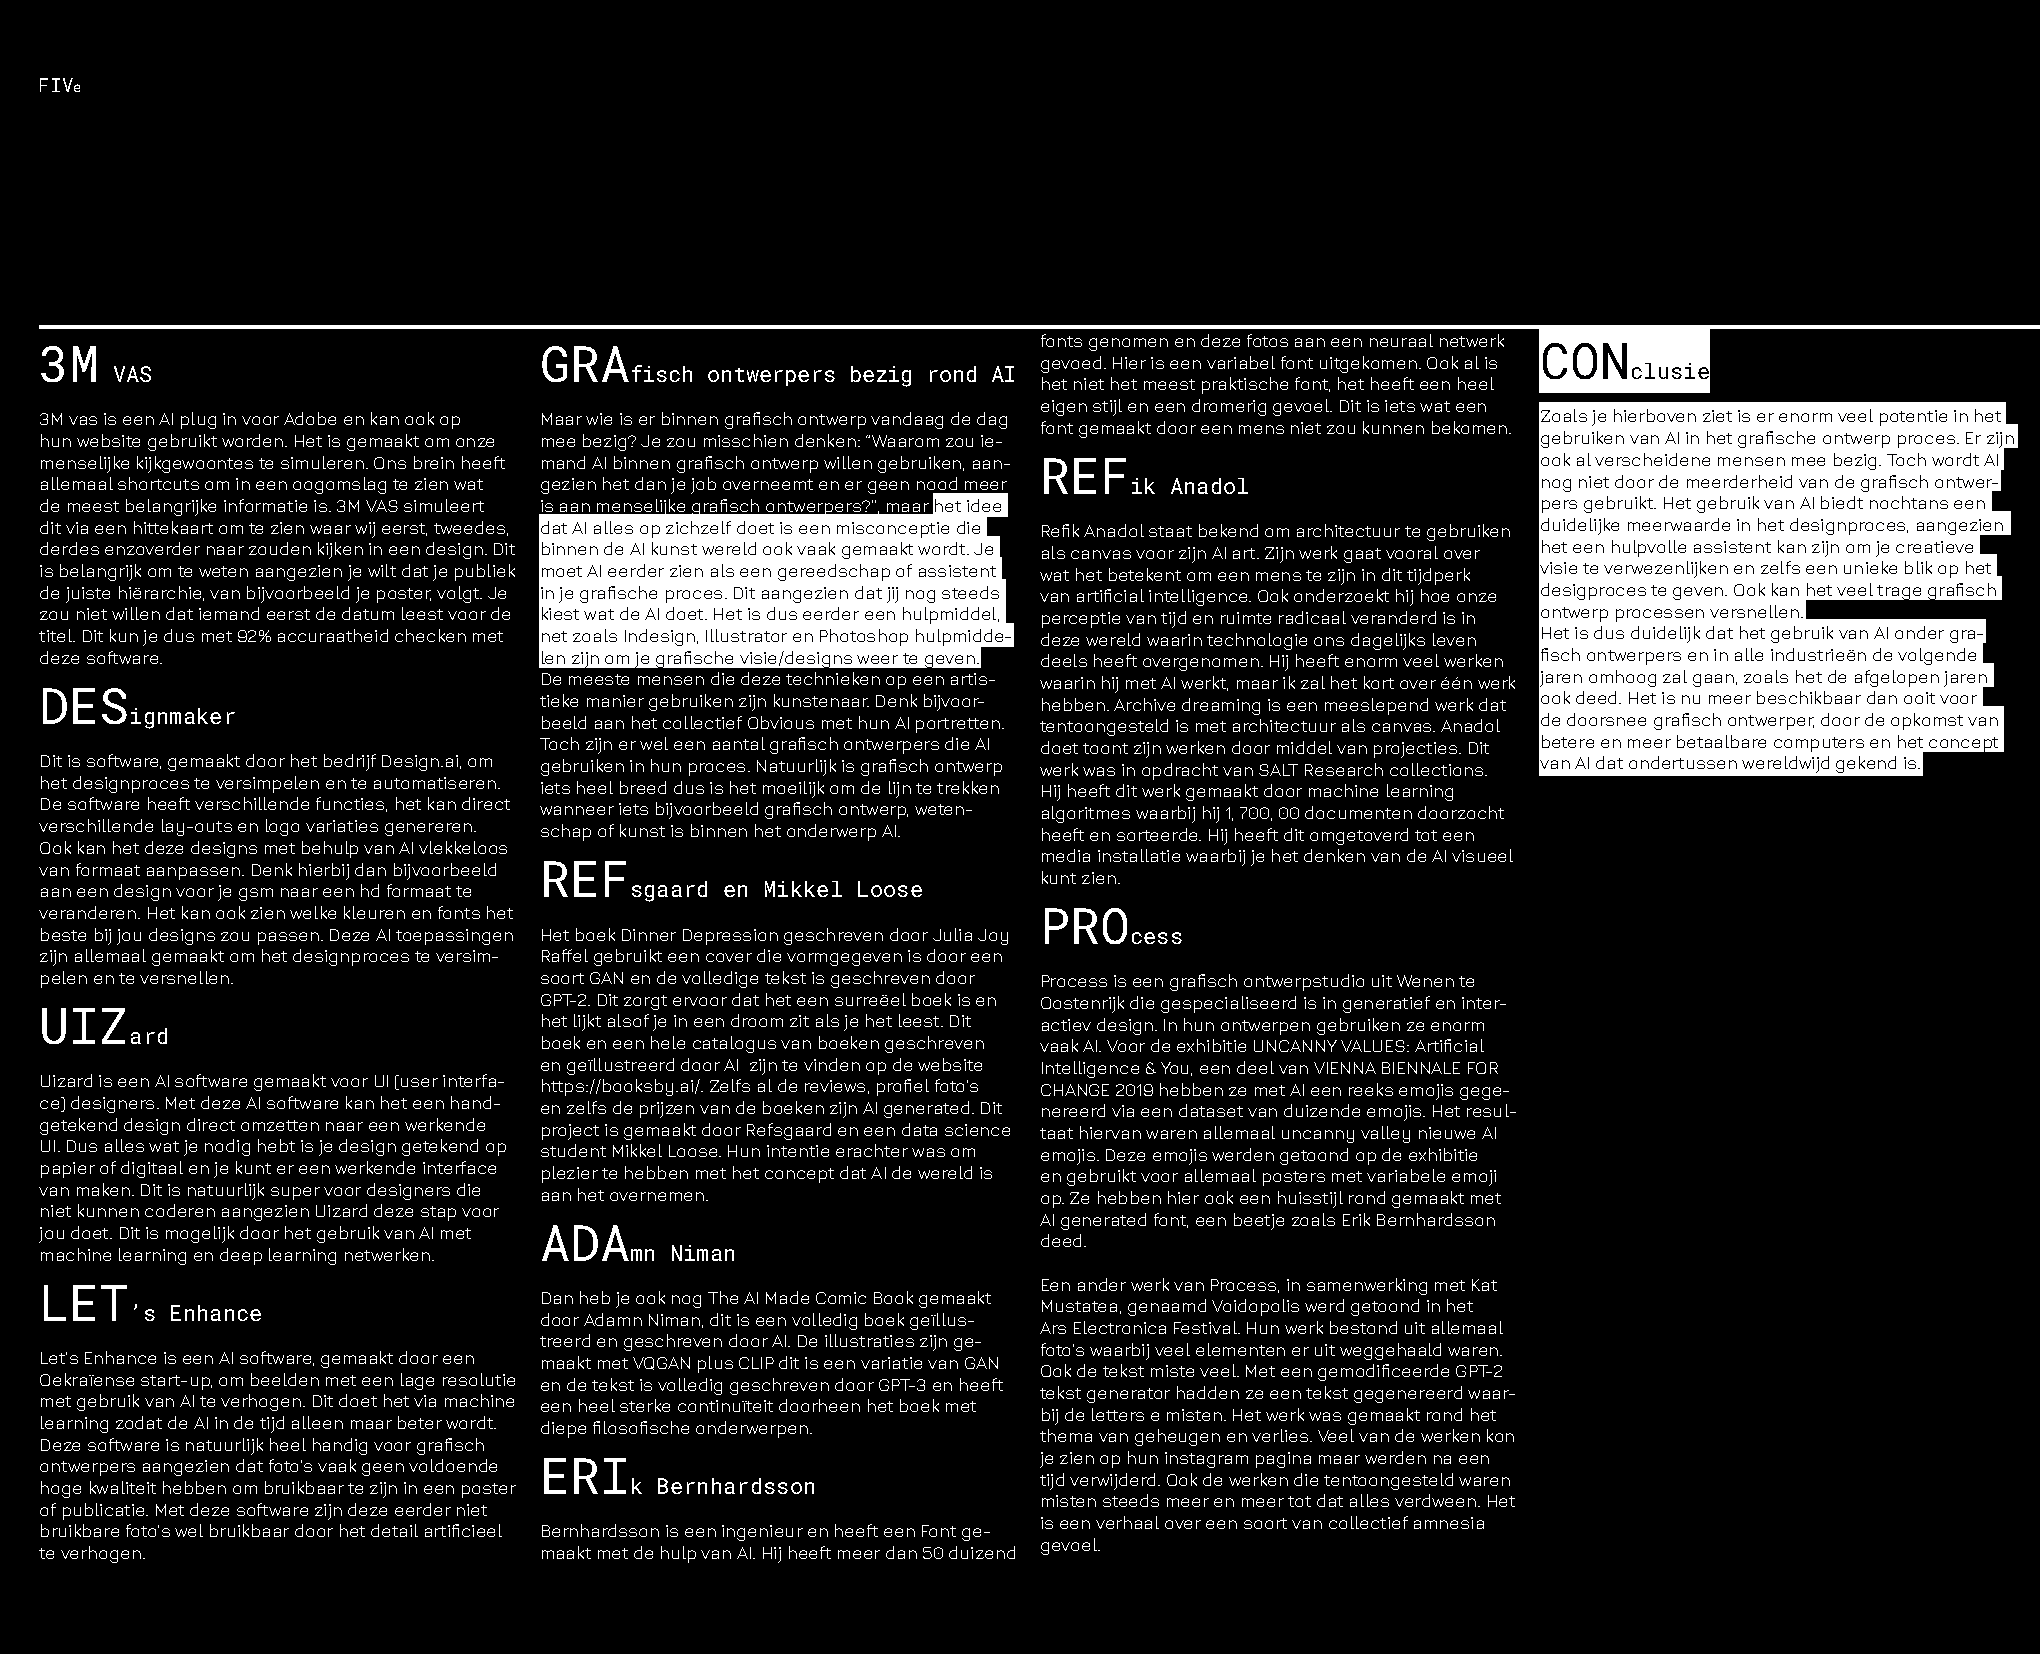 FIVe
3M VAS
3M vas is een AI plug in voor Adobe en kan ook op
hun website gebruikt worden. Het is gemaakt om onze
menselijke kijkgewoontes te simuleren. Ons brein heeft
allemaal shortcuts om in een oogomslag te zien wat
de meest belangrijke informatie is. 3M VAS simuleert
dit via een hittekaart om te zien waar wij eerst, tweedes,
derdes enzoverder naar zouden kijken in een design. Dit
is belangrijk om te weten aangezien je wilt dat je publiek
de juiste hiërarchie, van bijvoorbeeld je poster, volgt. Je
zou niet willen dat iemand eerst de datum leest voor de
titel. Dit kun je dus met 92% accuraatheid checken met
deze software.
DESignmaker
Dit is software, gemaakt door het bedrijf Design.ai, om
het designproces te versimpelen en te automatiseren.
De software heeft verschillende functies, het kan direct
verschillende lay-outs en logo variaties genereren.
Ook kan het deze designs met behulp van AI vlekkeloos
van formaat aanpassen. Denk hierbij dan bijvoorbeeld
aan een design voor je gsm naar een hd formaat te
veranderen. Het kan ook zien welke kleuren en fonts het
beste bij jou designs zou passen. Deze AI toepassingen
zijn allemaal gemaakt om het designproces te versim-
pelen en te versnellen.
UIZard
Uizard is een AI software gemaakt voor UI (user interfa-
ce) designers. Met deze AI software kan het een hand-
getekend design direct omzetten naar een werkende
UI. Dus alles wat je nodig hebt is je design getekend op
papier of digitaal en je kunt er een werkende interface
van maken. Dit is natuurlijk super voor designers die
niet kunnen coderen aangezien Uizard deze stap voor
jou doet. Dit is mogelijk door het gebruik van AI met
machine learning en deep learning netwerken.
LET's Enhance
Let's Enhance is een AI software, gemaakt door een
Oekraïense start-up, om beelden met een lage resolutie
met gebruik van AI te verhogen. Dit doet het via machine
learning zodat de AI in de tijd alleen maar beter wordt.
Deze software is natuurlijk heel handig voor grafisch
ontwerpers aangezien dat foto's vaak geen voldoende
hoge kwaliteit hebben om bruikbaar te zijn in een poster
of publicatie. Met deze software zijn deze eerder niet
bruikbare foto's wel bruikbaar door het detail artificieel
te verhogen.
GRAfisch ontwerpers bezig rond AI
Maar wie is er binnen grafisch ontwerp vandaag de dag
mee bezig? Je zou misschien denken: "Waarom zou ie-
mand AI binnen grafisch ontwerp willen gebruiken, aan-
gezien het dan je job overneemt en er geen nood meer
is aan menselijke grafisch ontwerpers?", maar het idee
dat AI alles op zichzelf doet is een misconceptie die
binnen de AI kunst wereld ook vaak gemaakt wordt. Je
moet AI eerder zien als een gereedschap of assistent
in je grafische proces. Dit aangezien dat jij nog steeds
kiest wat de AI doet. Het is dus eerder een hulpmiddel,
net zoals Indesign, Illustrator en Photoshop hulpmidde-
len zijn om je grafische visie/designs weer te geven.
De meeste mensen die deze technieken op een artis-
tieke manier gebruiken zijn kunstenaar. Denk bijvoor-
beeld aan het collectief Obvious met hun AI portretten.
Toch zijn er wel een aantal grafisch ontwerpers die AI
gebruiken in hun proces. Natuurlijk is grafisch ontwerp
iets heel breed dus is het moeilijk om de lijn te trekken
wanneer iets bijvoorbeeld grafisch ontwerp, weten-
schap of kunst is binnen het onderwerp AI.
REFsgaard en Mikkel Loose
Het boek Dinner Depression geschreven door Julia Joy
Raffel gebruikt een cover die vormgegeven is door een
soort GAN en de volledige tekst is geschreven door
GPT-2. Dit zorgt ervoor dat het een surreëel boek is en
het lijkt alsof je in een droom zit als je het leest. Dit
boek en een hele catalogus van boeken geschreven
en geïllustreerd door AI zijn te vinden op de website
https://booksby.ai/. Zelfs al de reviews, profiel foto's
en zelfs de prijzen van de boeken zijn AI generated. Dit
project is gemaakt door Refsgaard en een data science
student Mikkel Loose. Hun intentie erachter was om
plezier te hebben met het concept dat AI de wereld is
aan het overnemen.
ADAmn Niman
Dan heb je ook nog The AI Made Comic Book gemaakt
door Adamn Niman, dit is een volledig boek geïllus-
treerd en geschreven door AI. De illustraties zijn ge-
maakt met VQGAN plus CLIP dit is een variatie van GAN
en de tekst is volledig geschreven door GPT-3 en heeft
een heel sterke continuïteit doorheen het boek met
diepe filosofische onderwerpen.
ERIk Bernhardsson
Bernhardsson is een ingenieur en heeft een Font ge-
maakt met de hulp van AI. Hij heeft meer dan 50 duizend
fonts genomen en deze fotos aan een neuraal netwerk
gevoed. Hier is een variabel font uitgekomen. Ook al is
het niet het meest praktische font, het heeft een heel
eigen stijl en een dromerig gevoel. Dit is iets wat een
font gemaakt door een mens niet zou kunnen bekomen.
REFik Anadol
Refik Anadol staat bekend om architectuur te gebruiken
als canvas voor zijn AI art. Zijn werk gaat vooral over
wat het betekent om een mens te zijn in dit tijdperk
van artificial intelligence. Ook onderzoekt hij hoe onze
perceptie van tijd en ruimte radicaal veranderd is in
deze wereld waarin technologie ons dagelijks leven
deels heeft overgenomen. Hij heeft enorm veel werken
waarin hij met AI werkt, maar ik zal het kort over één werk
hebben. Archive dreaming is een meeslepend werk dat
tentoongesteld is met architectuur als canvas. Anadol
doet toont zijn werken door middel van projecties. Dit
werk was in opdracht van SALT Research collections.
Hij heeft dit werk gemaakt door machine learning
algoritmes waarbij hij 1, 700, 00 documenten doorzocht
heeft en sorteerde. Hij heeft dit omgetoverd tot een
media installatie waarbij je het denken van de AI visueel
kunt zien.
PROcess
Process is een grafisch ontwerpstudio uit Wenen te
Oostenrijk die gespecialiseerd is in generatief en inter-
actiev design. In hun ontwerpen gebruiken ze enorm
vaak AI. Voor de exhibitie UNCANNY VALUES: Artificial
Intelligence & You, een deel van VIENNA BIENNALE FOR
CHANGE 2019 hebben ze met AI een reeks emojis gege-
nereerd via een dataset van duizende emojis. Het resul-
taat hiervan waren allemaal uncanny valley nieuwe AI
emojis. Deze emojis werden getoond op de exhibitie
en gebruikt voor allemaal posters met variabele emoji
op. Ze hebben hier ook een huisstijl rond gemaakt met
AI generated font, een beetje zoals Erik Bernhardsson
deed.
Een ander werk van Process, in samenwerking met Kat
Mustatea, genaamd Voidopolis werd getoond in het
Ars Electronica Festival. Hun werk bestond uit allemaal
foto's waarbij veel elementen er uit weggehaald waren.
Ook de tekst miste veel. Met een gemodificeerde GPT-2
tekst generator hadden ze een tekst gegenereerd waar-
bij de letters e misten. Het werk was gemaakt rond het
thema van geheugen en verlies. Veel van de werken kon
je zien op hun instagram pagina maar werden na een
tijd verwijderd. Ook de werken die tentoongesteld waren
misten steeds meer en meer tot dat alles verdween. Het
is een verhaal over een soort van collectief amnesia
gevoel.
CONclusie
Zoals je hierboven ziet is er enorm veel potentie in het
gebruiken van AI in het grafische ontwerp proces. Er zijn
ook al verscheidene mensen mee bezig. Toch wordt AI
nog niet door de meerderheid van de grafisch ontwer-
pers gebruikt. Het gebruik van AI biedt nochtans een
duidelijke meerwaarde in het designproces, aangezien
het een hulpvolle assistent kan zijn om je creatieve
visie te verwezenlijken en zelfs een unieke blik op het
desigproces te geven. Ook kan het veel trage grafisch
ontwerp processen versnellen.
Het is dus duidelijk dat het gebruik van AI onder gra-
fisch ontwerpers en in alle industrieën de volgende
jaren omhoog zal gaan, zoals het de afgelopen jaren
ook deed. Het is nu meer beschikbaar dan ooit voor
de doorsnee grafisch ontwerper, door de opkomst van
betere en meer betaalbare computers en het concept
van AI dat ondertussen wereldwijd gekend is.